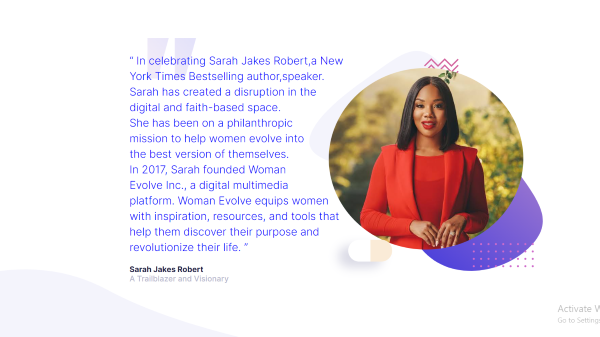 " In celebrating Sarah Jakes Robert,a New
York Times Bestselling author,speaker.
Sarah has created a disruption in the
digital and faith-based space.
She has been on a philanthropic
mission to help women evolve into
the best version of themselves.
In 2017, Sarah founded Woman
Evolve Inc., a digital multimedia
platform. Woman Evolve equips women
with inspiration, resources, and tools that
help them discover their purpose and
revolutionize their life. "
Sarah Jakes Robert
A Trailblazer and Visionary
Activate W
Go to Settings